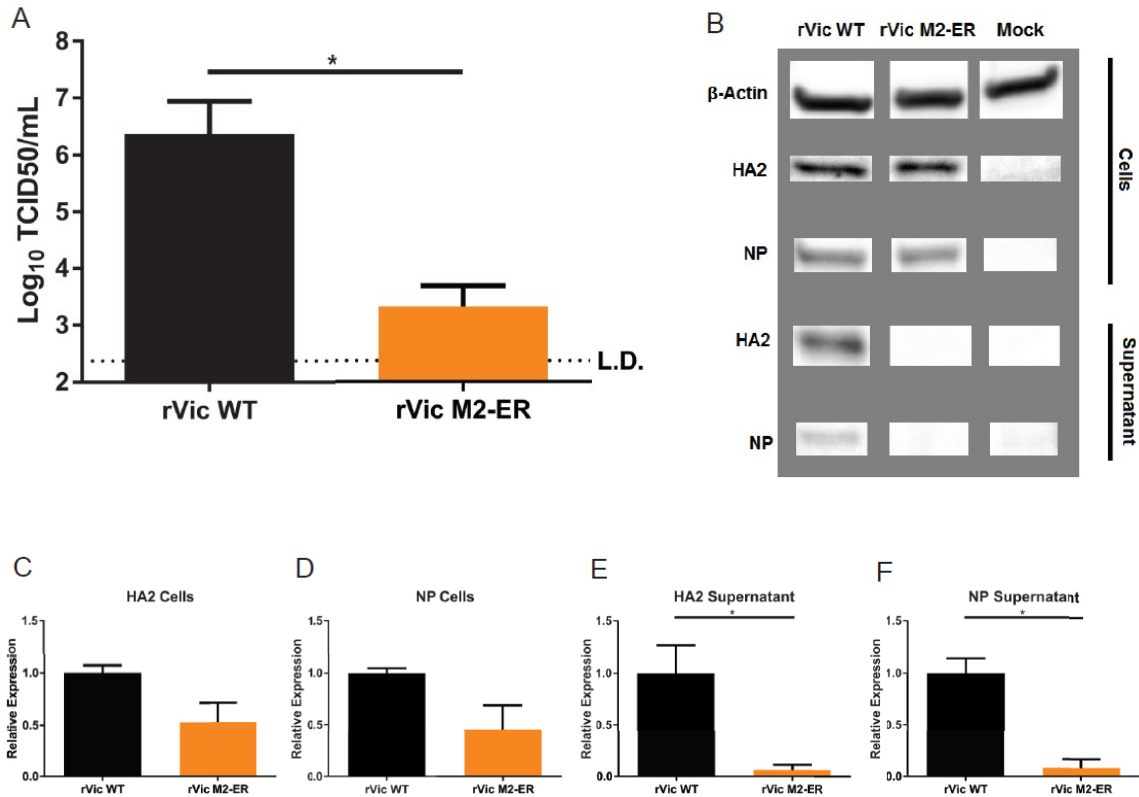 A
Log10 TCID50/mL
8
7
6
5
4
3
2
*
L.D.
rVic WT
rVic M2-ER
B
rVic WT rVic M2-ER Mock
β-Actin
HA2
NP
HA2
NP
Cells
Supernatant
C
HA2 Cells
Relative Expression
1.5
1.0
0.5
0.0
rVic WT
rVic M2-ER
D
NP Cells
Relative Expression
1.5
1.0
0.5
0.0
rVic WT
rVic M2-ER
E
HA2 Supernatant
*
Relative Expression
1.5
1.0
0.5
0.0
rVic WT
rVic M2-ER
F
NP Supernatant
*
Relative Expression
1.5
1.0
0.5
0.0
rVic WT
rVic M2-ER